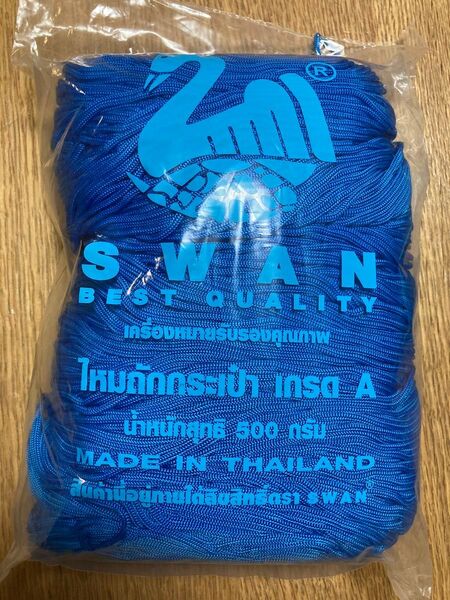 ®
SWAN
BEST QUALITY
เครื่องหมายรับรองคุณภาพ
ไหมถักกระเป๋า เกรด A
น้ำหนักสุทธิ 500 กรัม
MADE IN THAILAND
สินค้านี้อยู่ภายใต้ลิขสิทธิ์ตรา SWAN